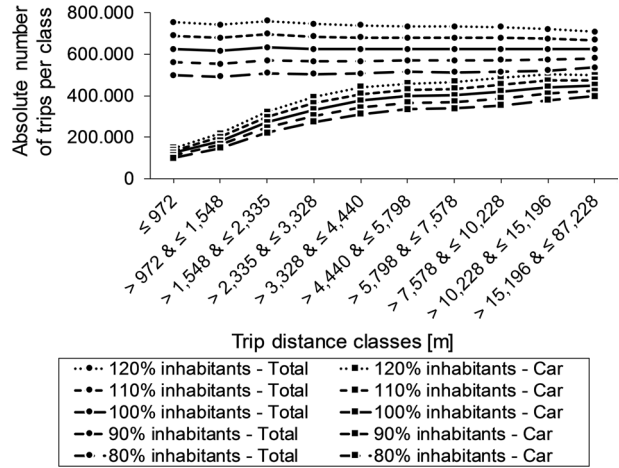 Absolute number
of trips per class
800.000
600.000
400.000
200.000
0
≤ 972
> 972 & ≤ 1,548
> 1,548 & ≤ 2,335
> 2,335 & ≤ 3,328
> 3,328 & ≤ 4,440
> 4,440 & ≤ 5,798
> 5,798 & ≤ 7,578
> 7,578 & ≤ 10,228
> 10,228 & ≤ 15,196
> 15,196 & ≤ 87,228
Trip distance classes [m]
120% inhabitants - Total
110% inhabitants - Total
100% inhabitants - Total
90% inhabitants - Total
80% inhabitants - Total
120% inhabitants - Car
110% inhabitants - Car
100% inhabitants - Car
90% inhabitants - Car
80% inhabitants - Car